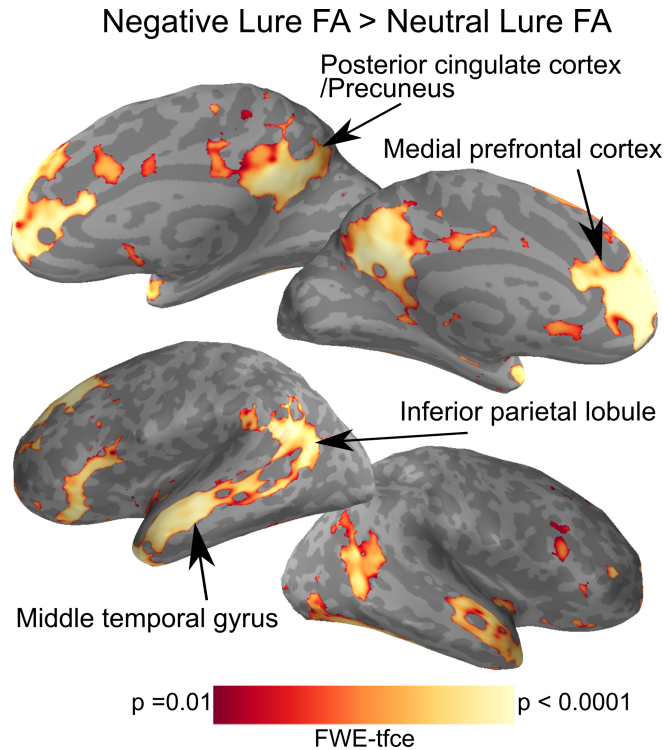 Negative Lure FA > Neutral Lure FA
Posterior cingulate cortex
/Precuneus
Medial prefrontal cortex
Inferior parietal lobule
Middle temporal gyrus
p =0.01 p < 0.0001
FWE-tfce